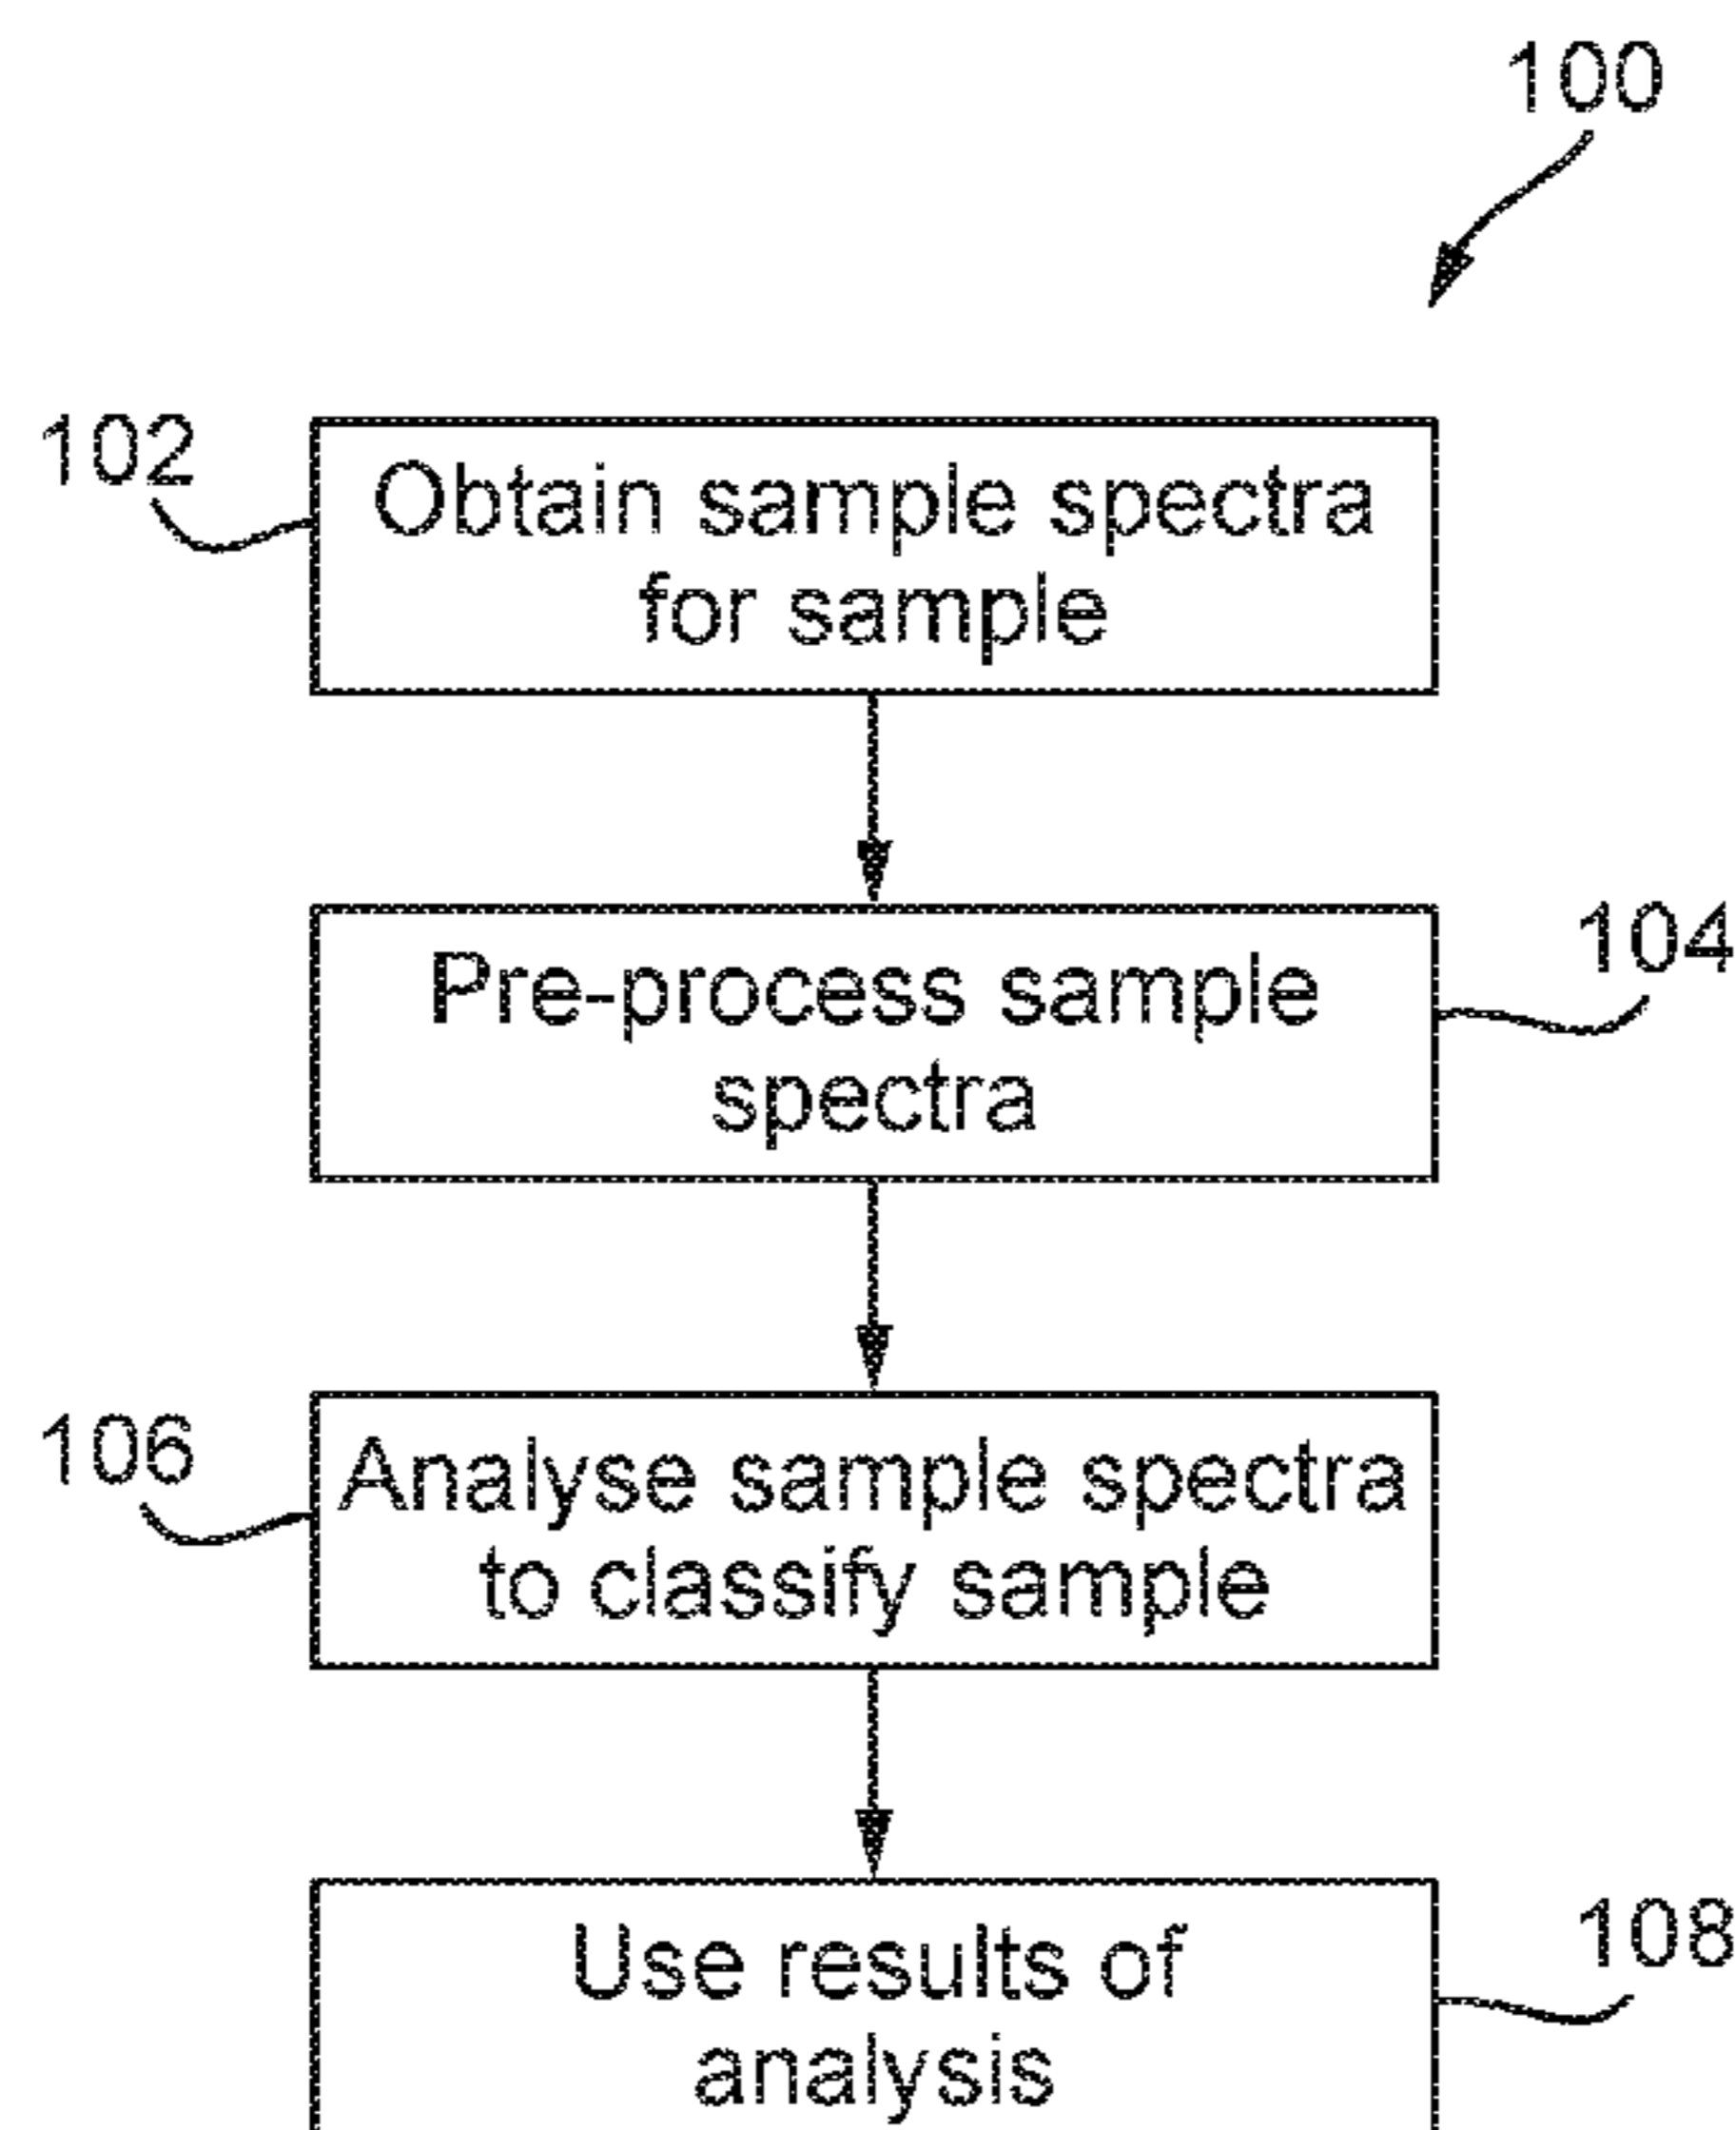 100
102
Obtain sample spectra
for sample
104
Pre-process sample
spectra
106
Analyse sample spectra
to classify sample
108
Use results of
analysis